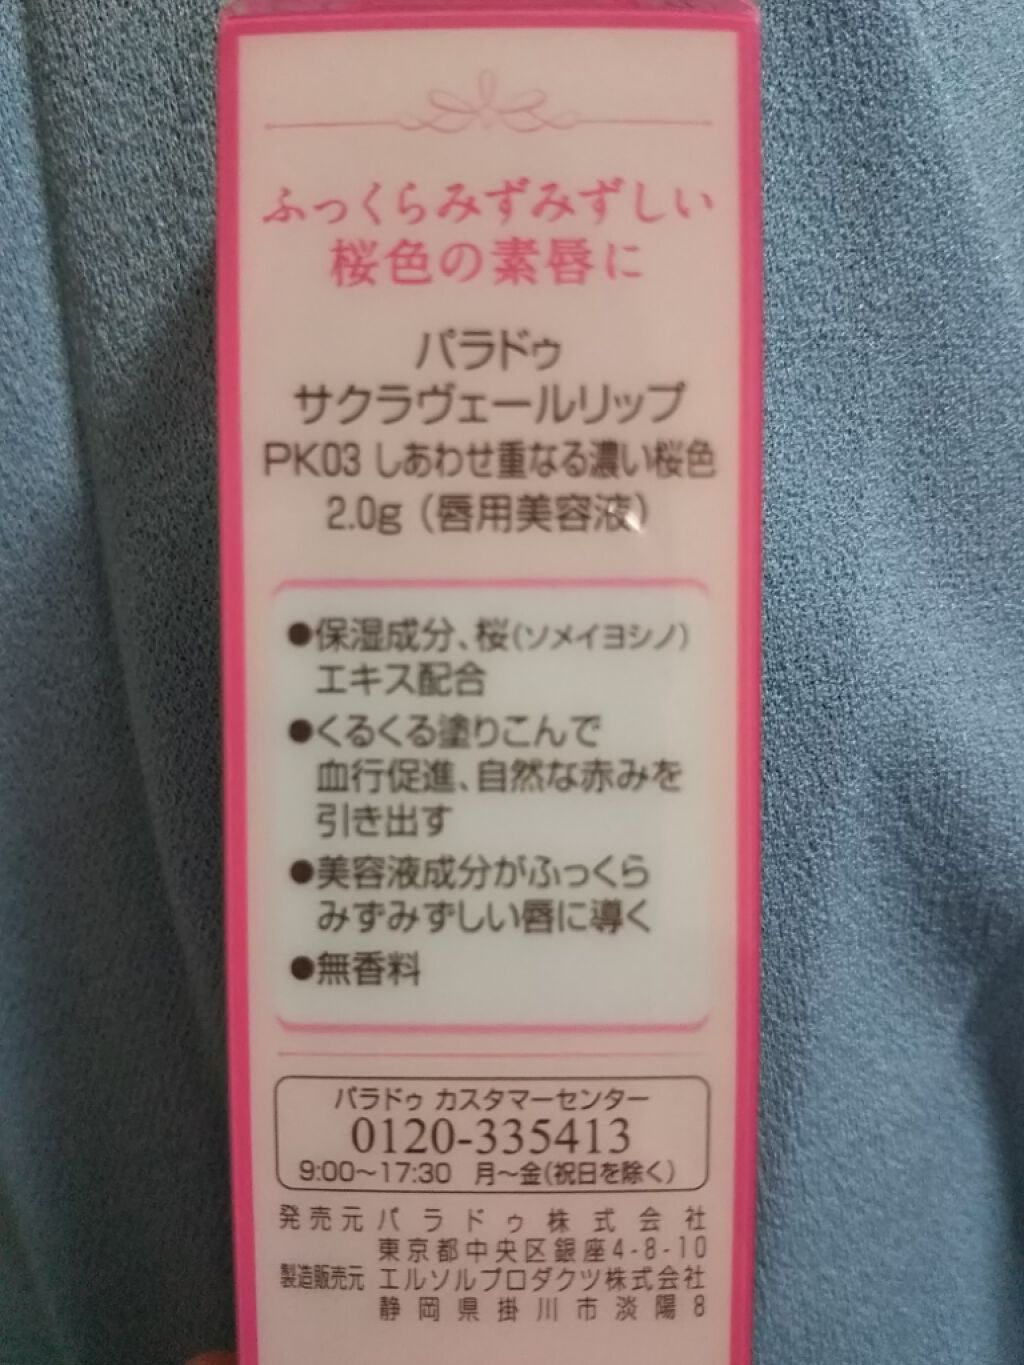 ふっくらみずみずしい
桜色の素唇に
パラドゥ
サクラヴェールリップ
PK03 しあわせ重なる濃い桜色
2.0g（唇用美容液）
●保湿成分、桜(ソメイヨシノ)
エキス配合
●くるくる塗りこんで
血行促進、自然な赤みを
引き出す
●美容液成分がふっくら
みずみずしい唇に導く
●無香料
パラドゥ カスタマーセンター
0120-335413
9:00〜17:30　月〜金(祝日を除く)
発売元 パラドゥ株式会社
東京都中央区銀座4-8-10
製造販売元 エルソルプロダクツ株式会社
静岡県掛川市淡陽8